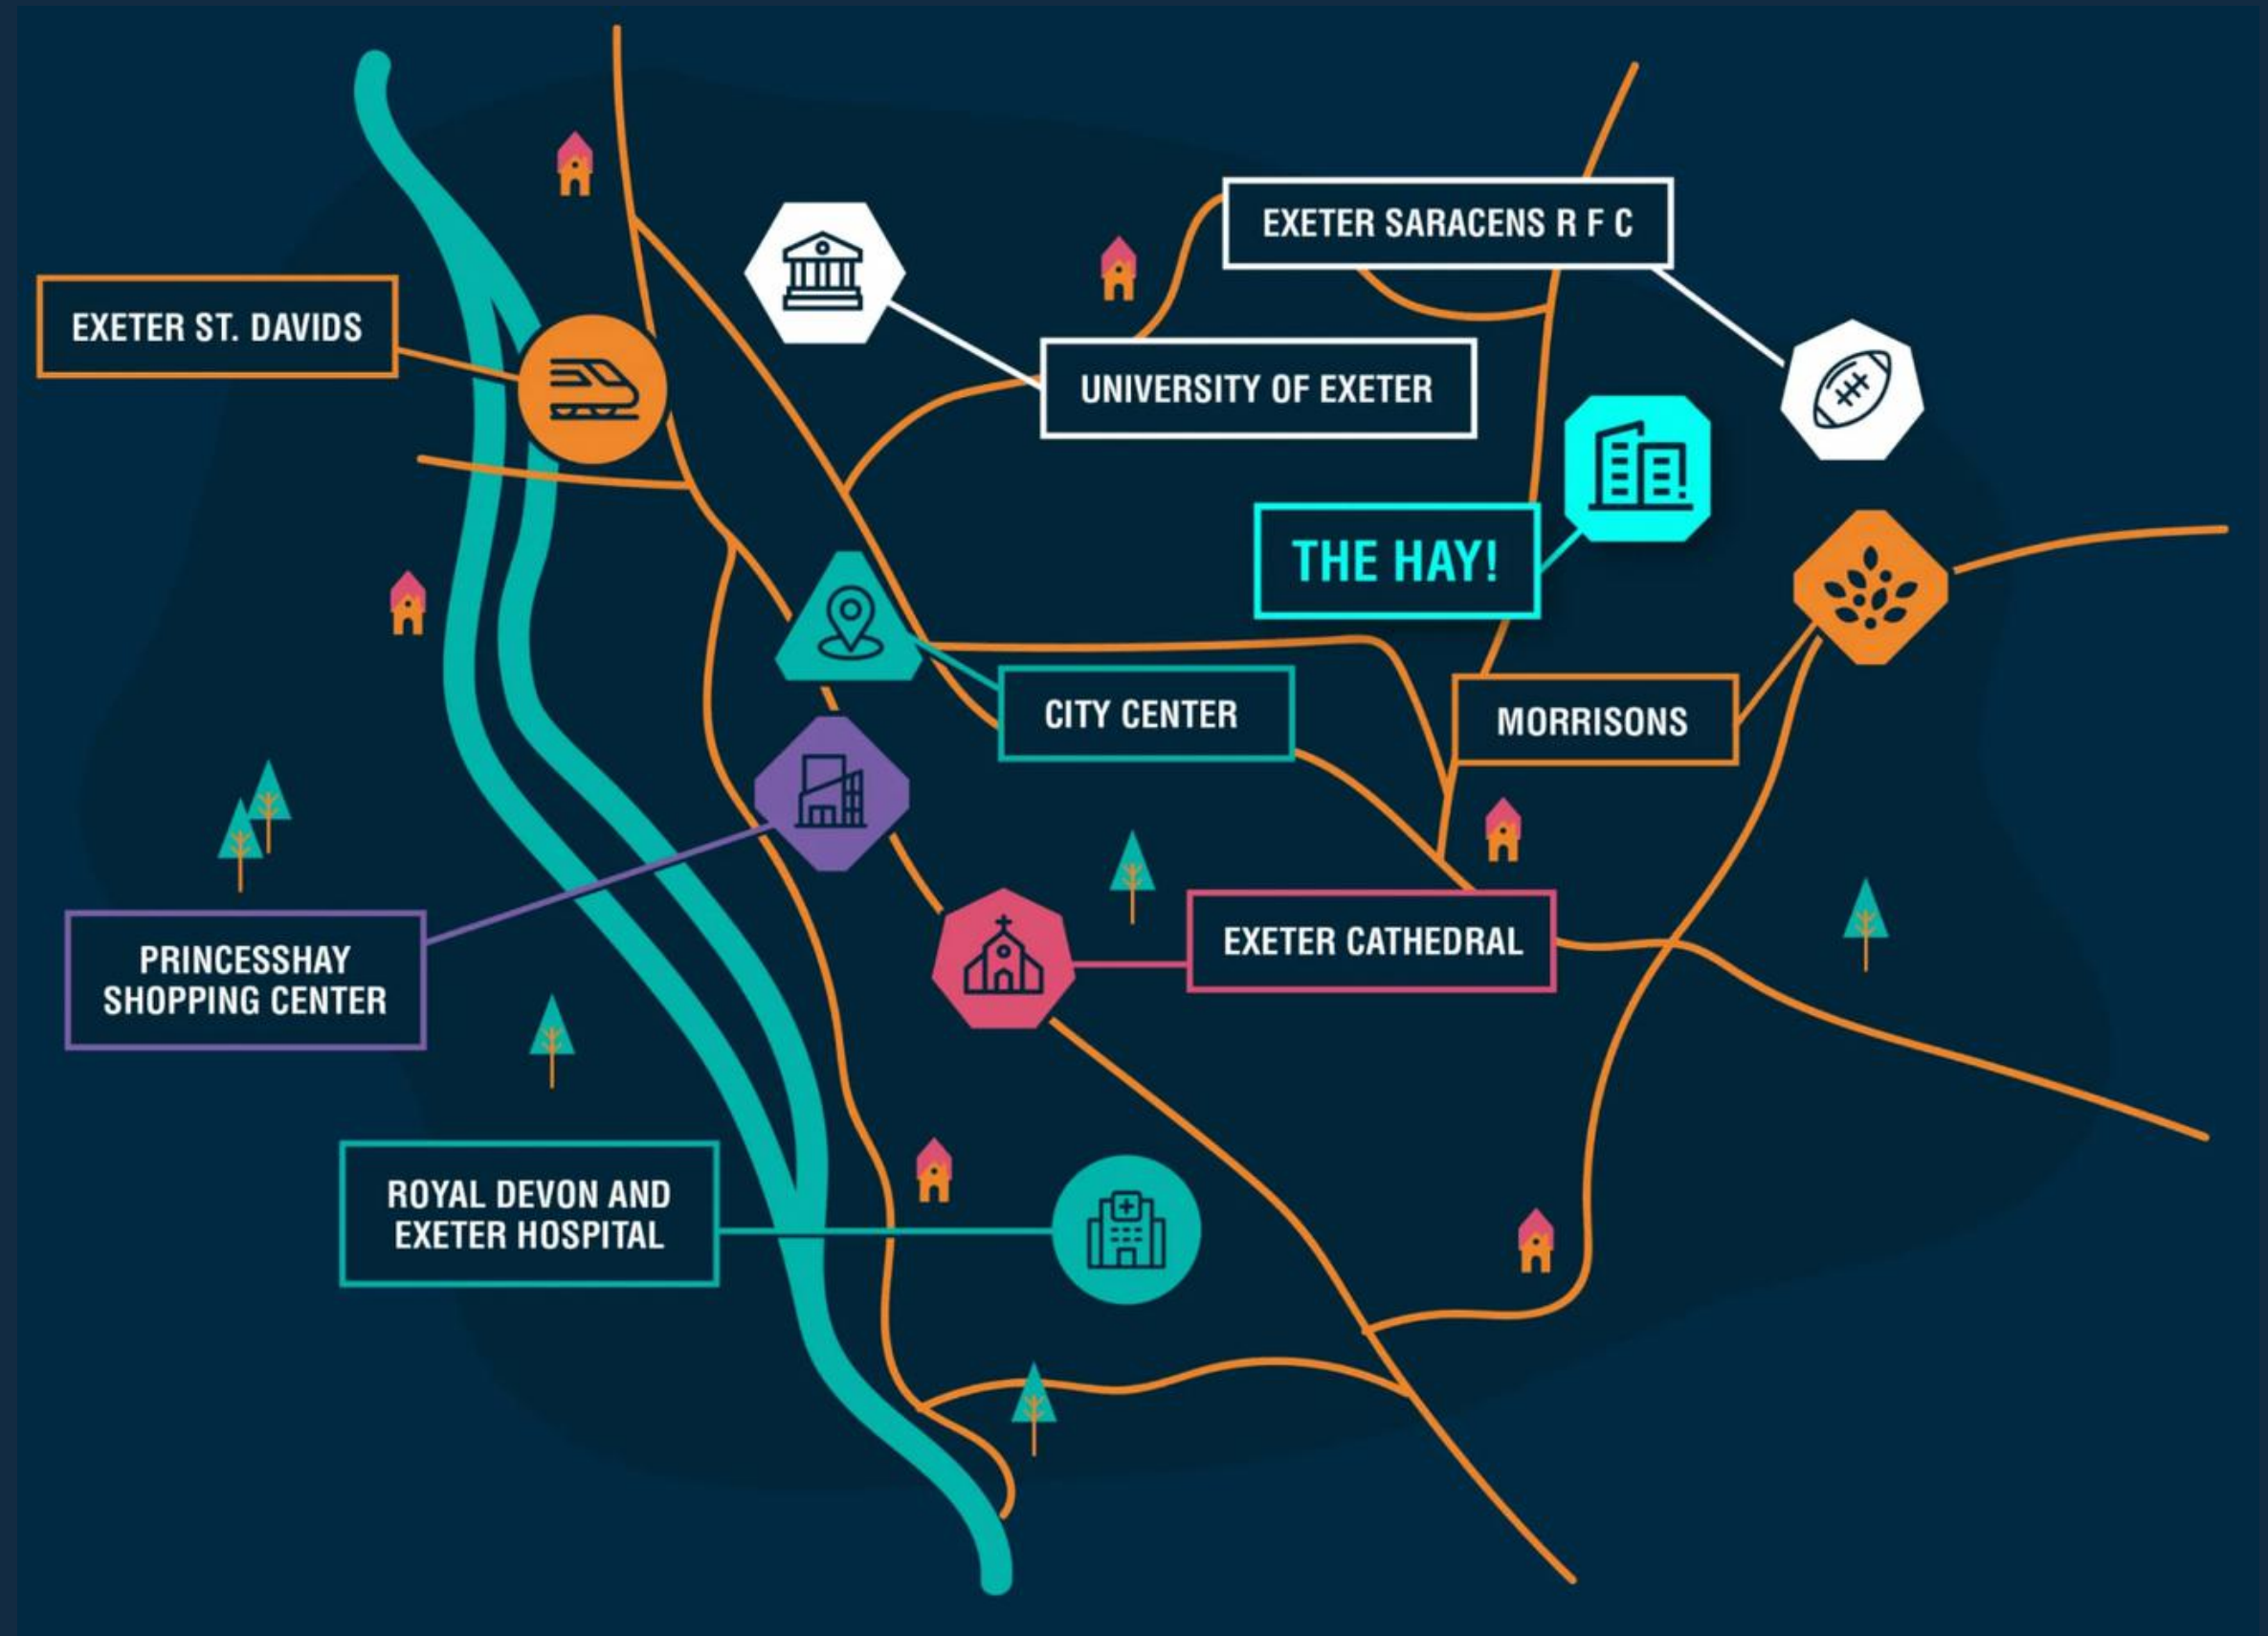 EXETER SARACENS R F C
EXETER ST. DAVIDS
UNIVERSITY OF EXETER
THE HAY!
CITY CENTER
MORRISONS
EXETER CATHEDRAL
PRINCESSHAY
SHOPPING CENTER
ROYAL DEVON AND
EXETER HOSPITAL